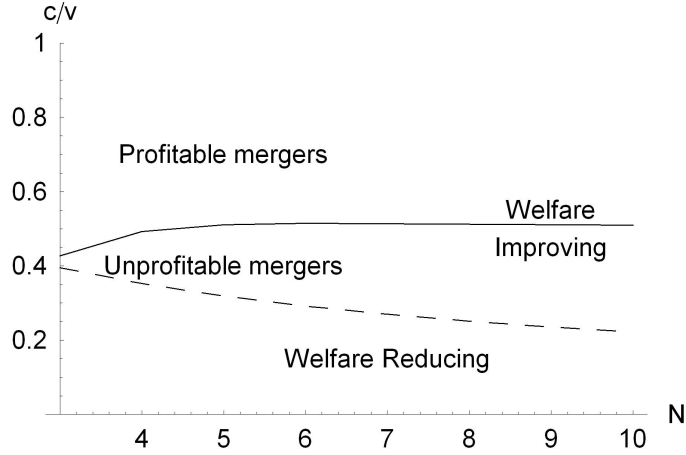 c/v
1
0.8
Profitable mergers
0.6
Welfare
Improving
0.4
Unprofitable mergers
0.2
Welfare Reducing
N
4 5 6 7 8 9 10